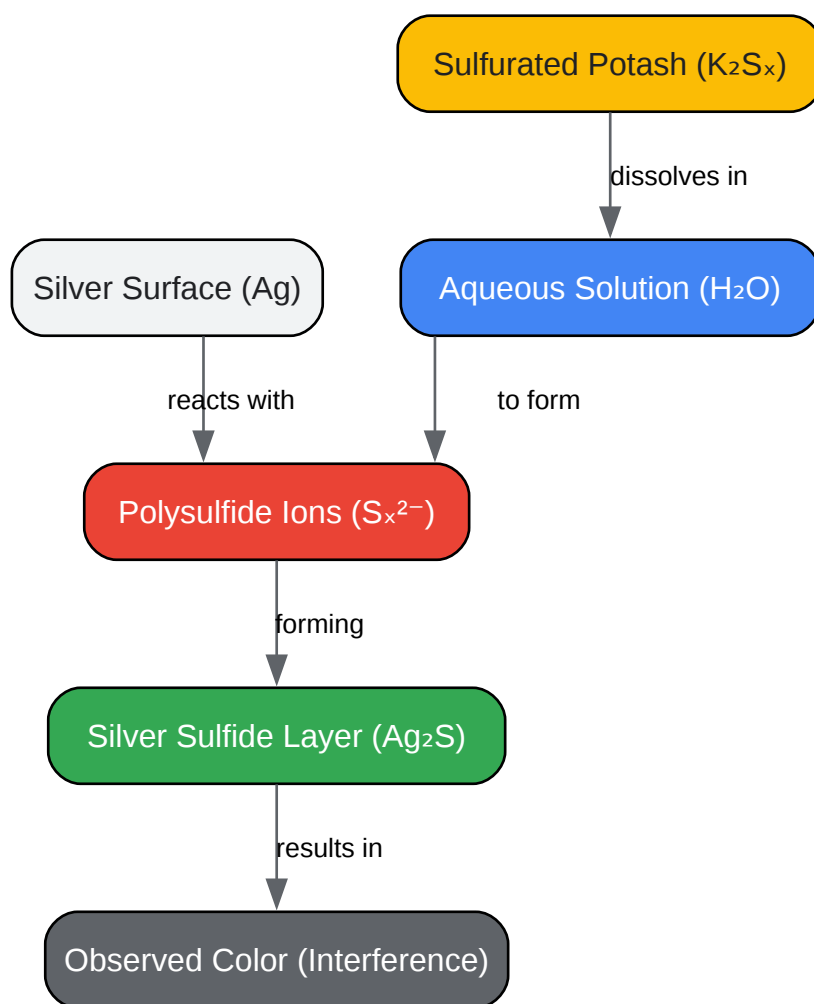 Sulfurated Potash (K₂Sₓ)
dissolves in
Silver Surface (Ag)
Aqueous Solution (H₂O)
reacts with
to form
Polysulfide Ions (Sₓ²⁻)
forming
Silver Sulfide Layer (Ag₂S)
results in
Observed Color (Interference)